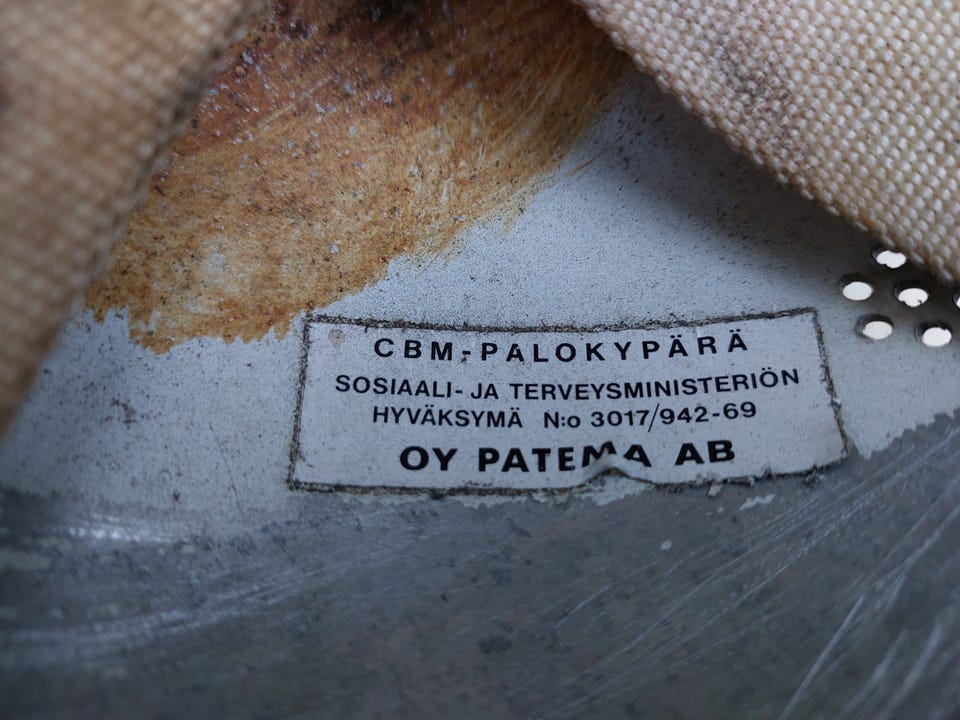 CBM-PALOKYPÄRÄ
SOSIAALI- JA TERVEYSMINISTERIÖN
HYVÄKSYMÄ N:o 3017/942-69
OY PATEMA AB